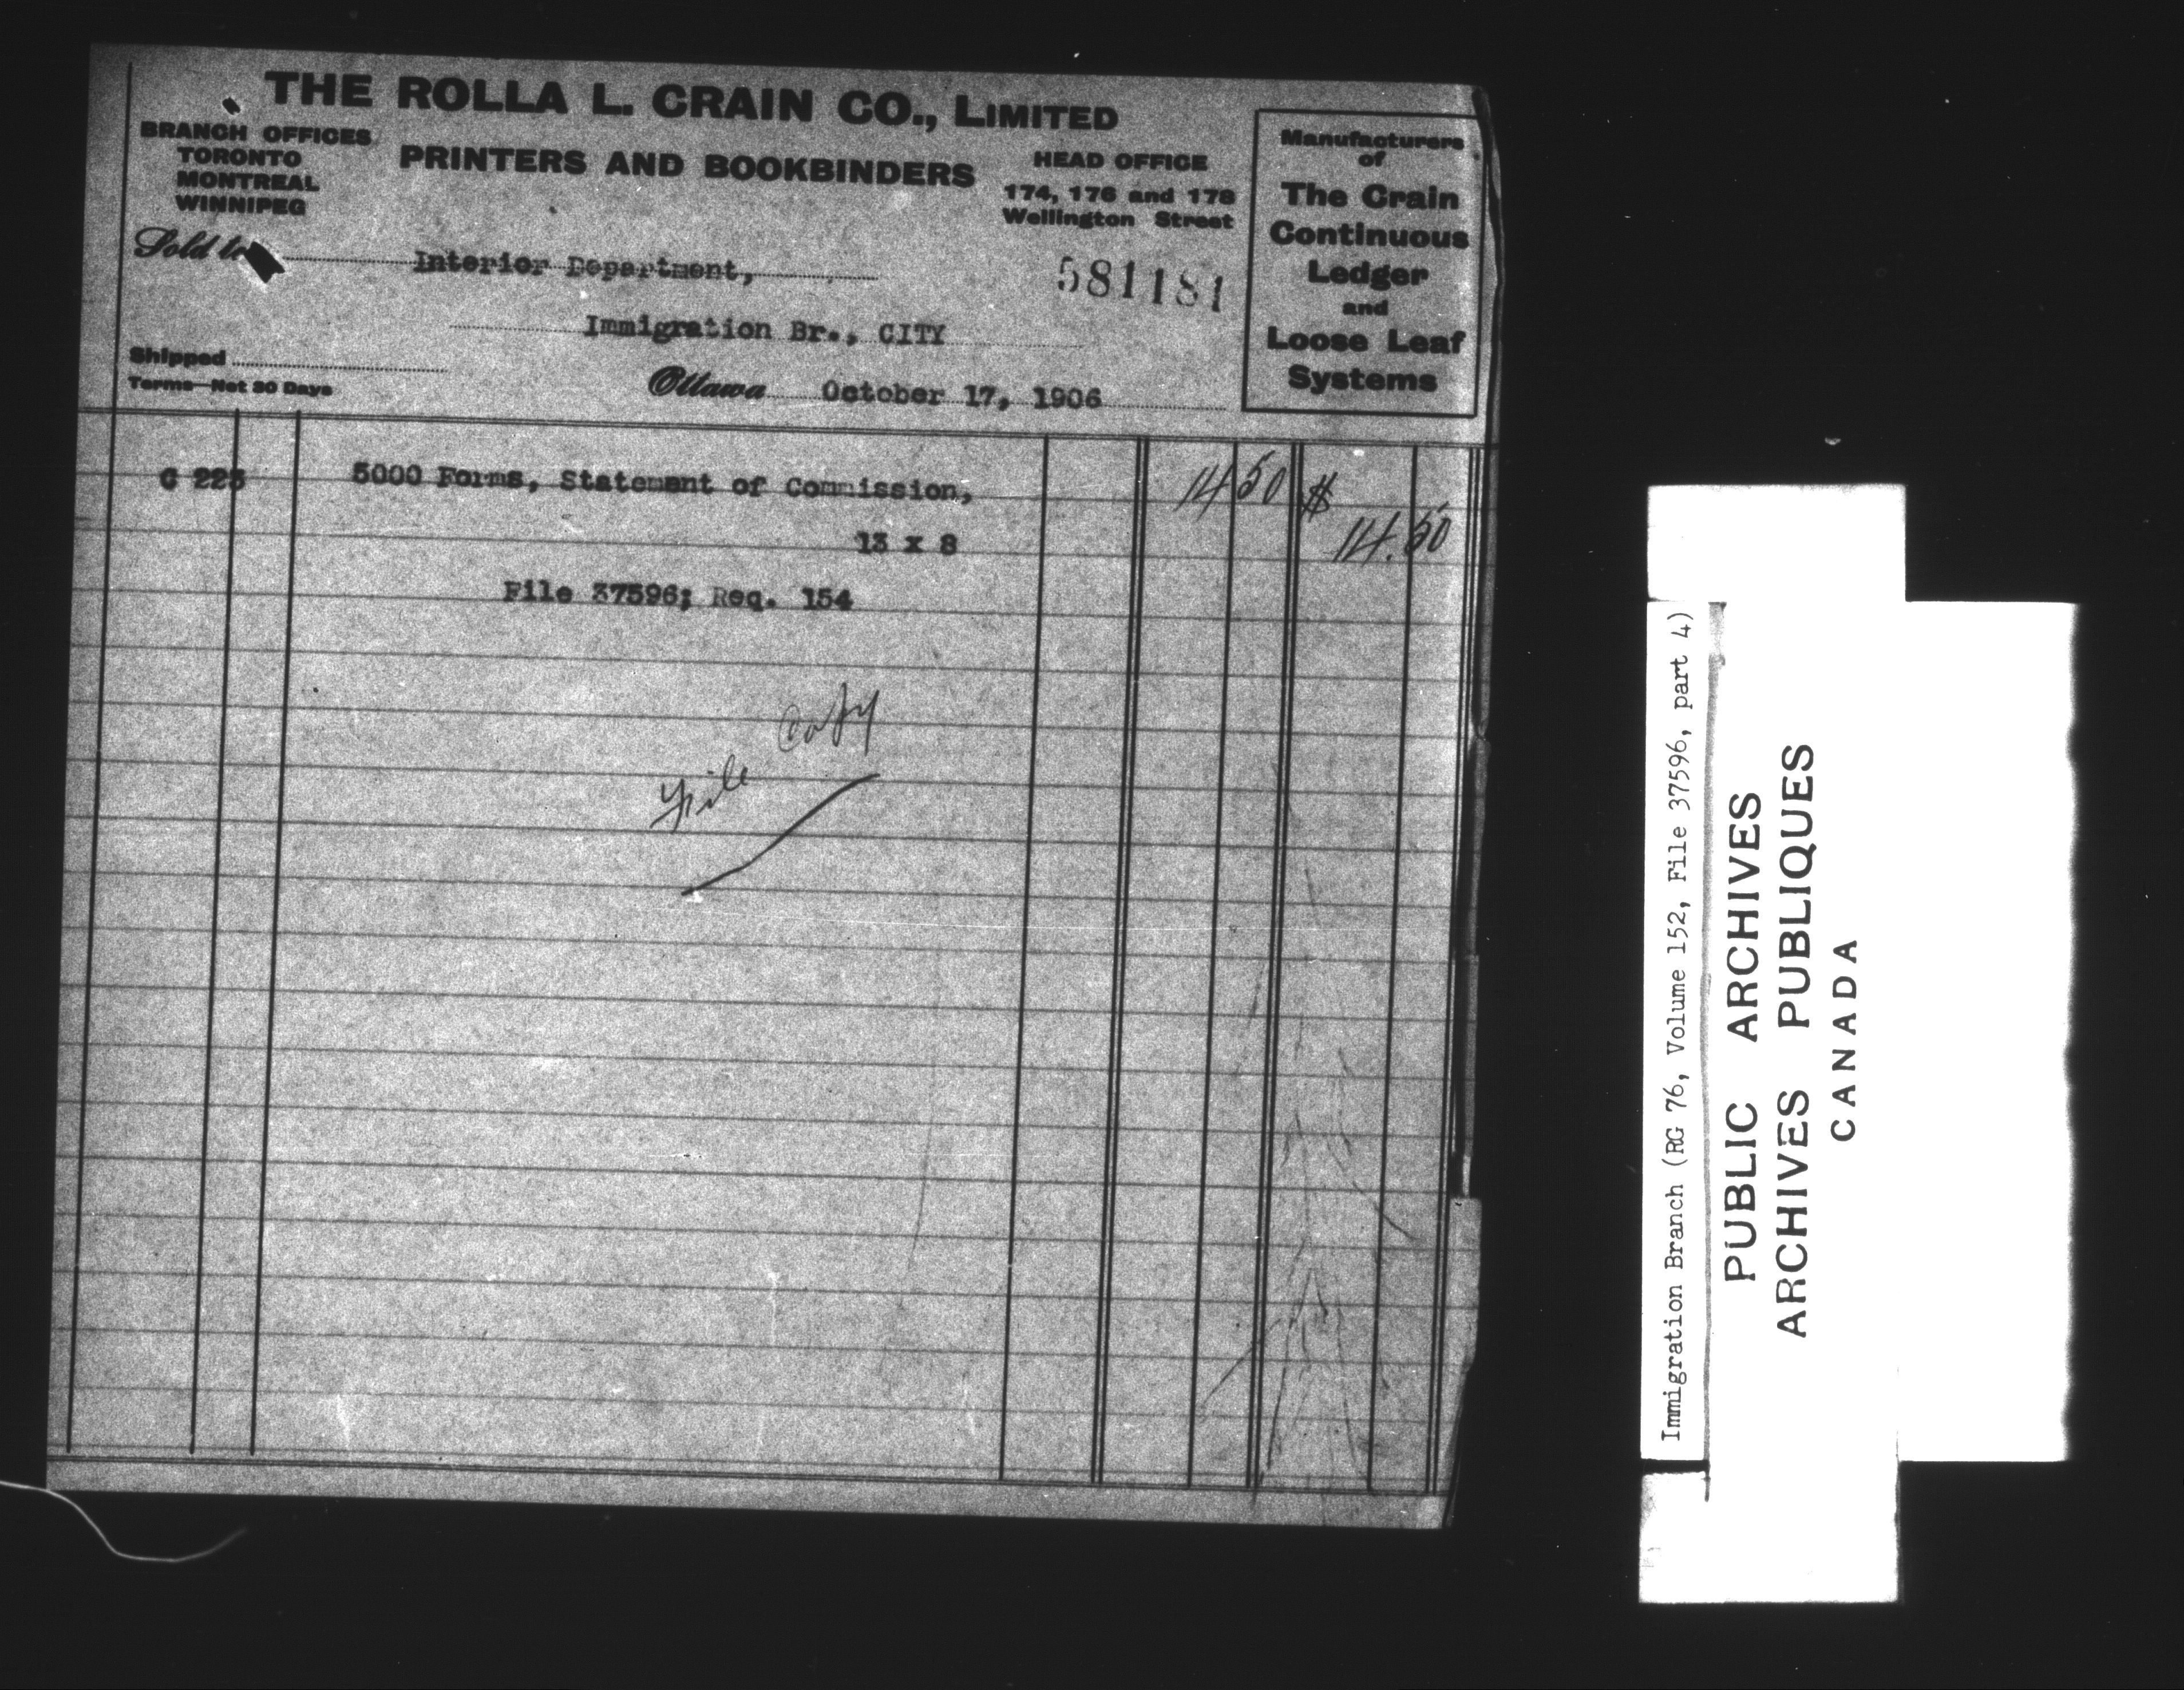 THE ROLLA L. CRAIN CO., LIMITED
BRANCH OFFICES
TORONTO
MONTREAL
WINNIPEG
PRINTERS AND BOOKBINDERS
HEAD OFFICE
174, 176 and 178
Wellington Street
Manufacturers
of
The Crain
Continuous
Ledger
and
Loose Leaf
Systems
Sold to Interior Department,
581181
Immigration Br., CITY
Shipped
Terms—Net 30 Days
Ottawa October 17, 1906
G 225 5000 Forms, Statement of Commission, 14 50 $
13 x 8 14.50
File 37596; Req. 154
File Copy
Immigration Branch (RG 76, Volume 152, File 37596, part 4)
PUBLIC ARCHIVES
ARCHIVES PUBLIQUES
CANADA